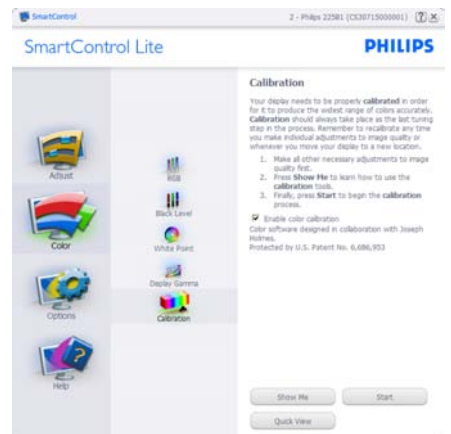 SmartControl
2 - Philips 225B1 (CS30715000001)
SmartControl Lite
PHILIPS
Adjust
Color
Options
Help
RGB
Black Level
White Point
Display Gamma
Calibration
Calibration
Your display needs to be properly calibrated in order
for it to produce the widest range of colors accurately.
Calibration should always take place as the last tuning
step in the process. Remember to recalibrate any time
you make individual adjustments to image quality or
whenever you move your display to a new location.
1. Make all other necessary adjustments to image
quality first.
2. Press Show Me to learn how to use the
calibration tools.
3. Finally, press Start to begin the calibration
process.
Enable color calibration
Color software designed in collaboration with Joseph
Holmes.
Protected by U.S. Patent No. 6,686,953
Show Me
Start
Quick View